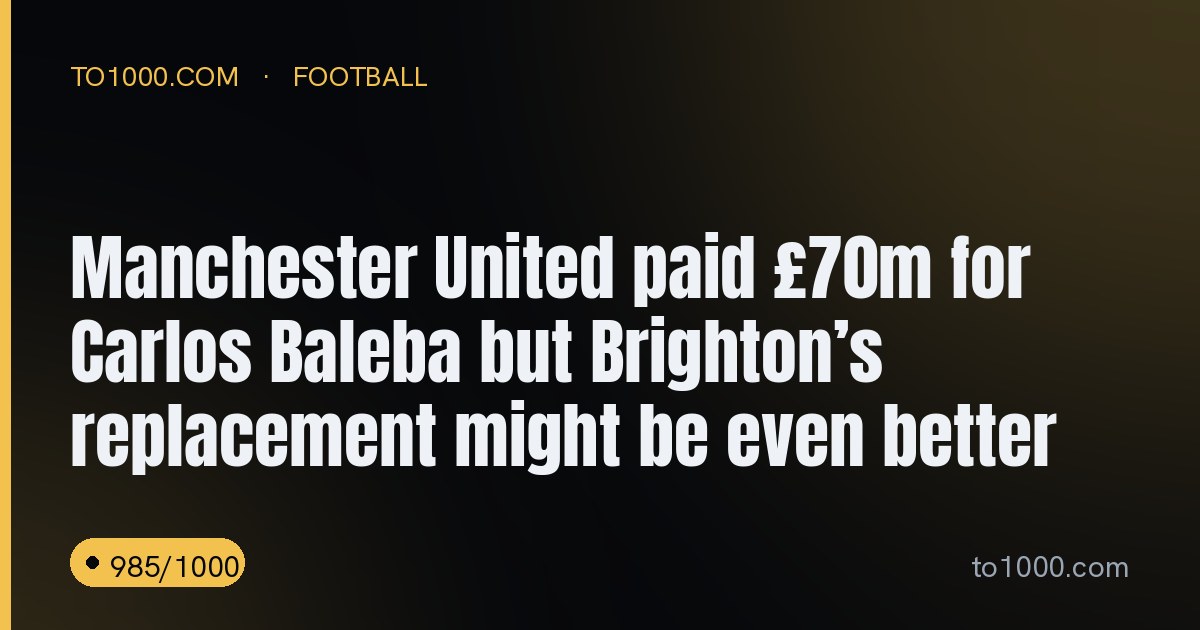 TO1000.COM · FOOTBALL
Manchester United paid £70m for
Carlos Baleba but Brighton’s
replacement might be even better
985/1000
to1000.com